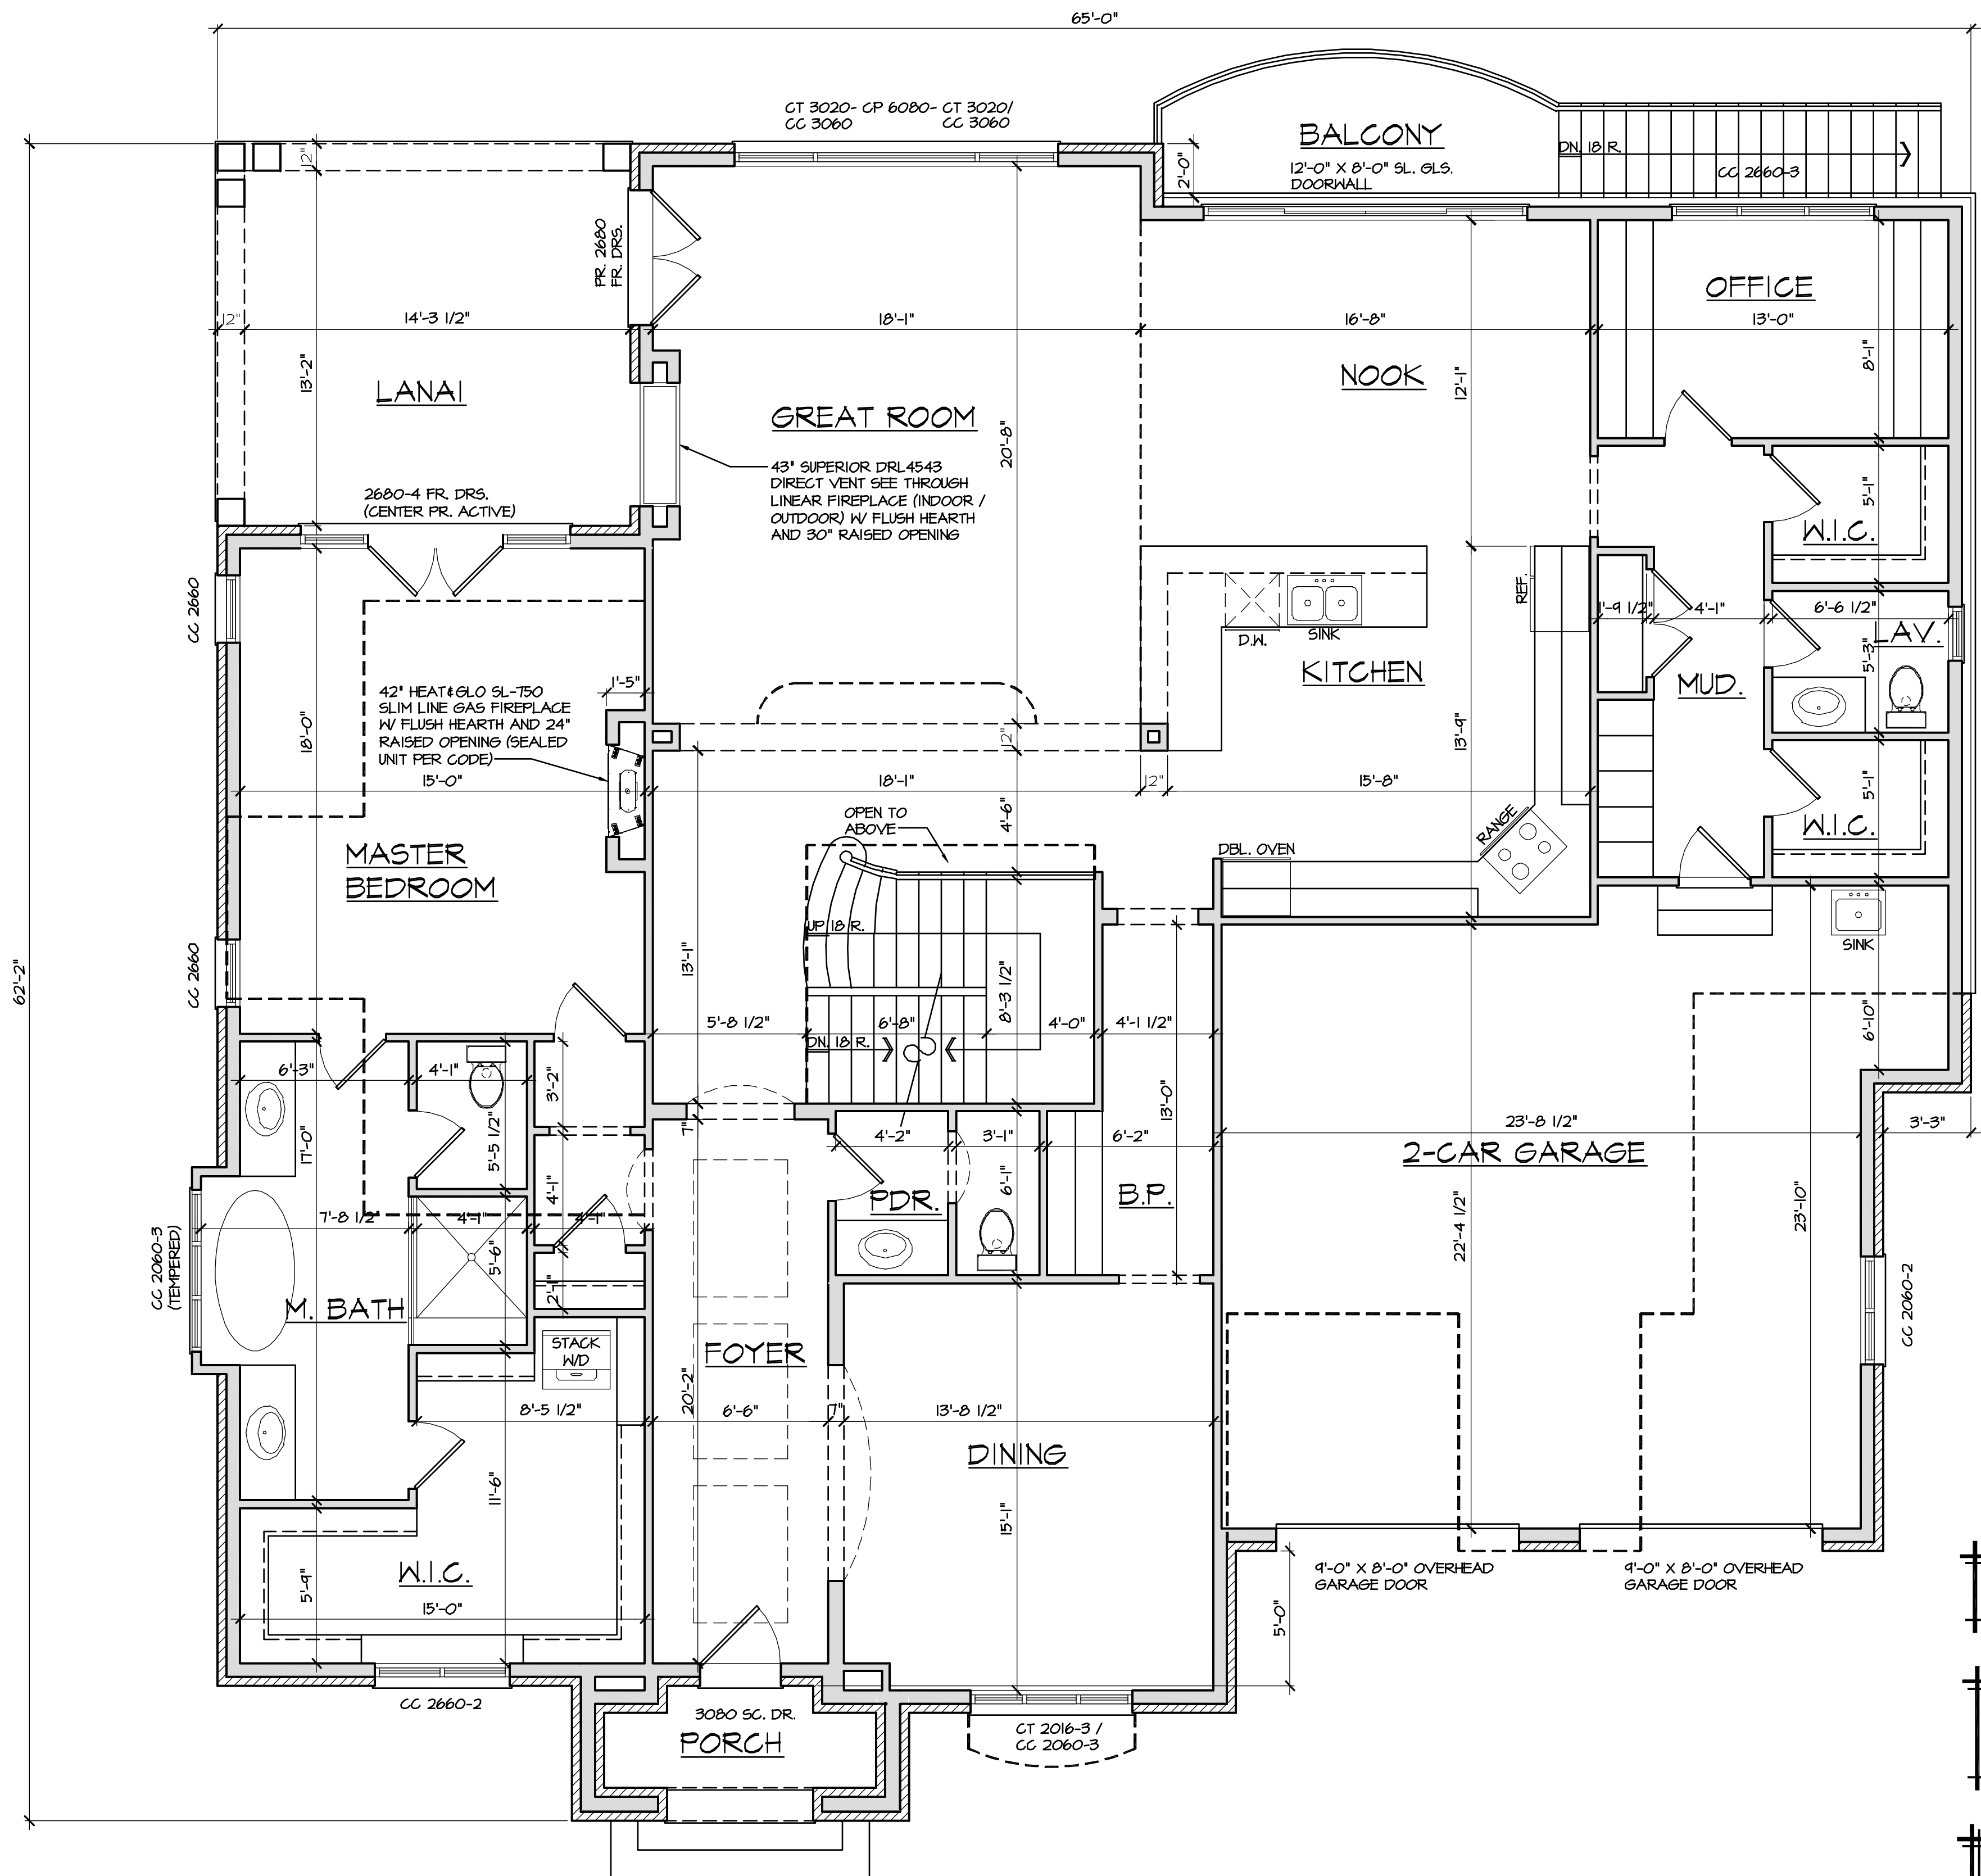 65'-0"
CT 3020- CP 6080- CT 3020/
CC 3060 CC 3060
BALCONY
12'-0" X 8'-0" SL. GLS.
DOORWALL
DN. 18 R.
CC 2660-3
2'-0"
12"
PR. 2680
FR. DRS.
OFFICE
12"
14'-3 1/2"
18'-1"
16'-8"
13'-0"
13'-2"
8'-1"
LANAI
NOOK
12'-1"
GREAT ROOM
20'-8"
43" SUPERIOR DRL4543
DIRECT VENT SEE THROUGH
LINEAR FIREPLACE (INDOOR /
OUTDOOR) W/ FLUSH HEARTH
AND 30" RAISED OPENING
2680-4 FR. DRS.
(CENTER PR. ACTIVE)
5'-1"
W.I.C.
CC 2660
REF.
1'-9 1/2"
4'-1"
6'-6 1/2"
D.W.
SINK
LAV.
5'-3"
KITCHEN
MUD.
1'-5"
42" HEAT&GLO SL-750
SLIM LINE GAS FIREPLACE
W/ FLUSH HEARTH AND 24"
RAISED OPENING (SEALED
UNIT PER CODE)
18'-0"
12"
13'-9"
15'-0"
18'-1"
12"
15'-8"
5'-1"
OPEN TO
ABOVE
4'-6"
RANGE
W.I.C.
DBL. OVEN
MASTER
BEDROOM
UP 18 R.
SINK
CC 2660
62'-2"
13'-1"
8'-3 1/2"
6'-10"
5'-8 1/2"
6'-8"
4'-0"
4'-1 1/2"
DN. 18 R.
6'-3"
4'-1"
3'-2"
13'-0"
17'-0"
5'-5 1/2"
7"
4'-2"
3'-1"
6'-2"
23'-8 1/2"
3'-3"
2-CAR GARAGE
6'-1"
4'-1"
PDR.
B.P.
7'-8 1/2"
4'-1"
4'-1"
22'-4 1/2"
23'-10"
CC 2060-3
(TEMPERED)
5'-6"
2'-1"
M. BATH
CC 2060-2
STACK
W/D
FOYER
20'-2"
8'-5 1/2"
6'-6"
7"
13'-8 1/2"
DINING
11'-6"
15'-1"
W.I.C.
5'-9"
15'-0"
9'-0" X 8'-0" OVERHEAD
GARAGE DOOR
9'-0" X 8'-0" OVERHEAD
GARAGE DOOR
5'-0"
CC 2660-2
3080 SC. DR.
PORCH
CT 2016-3 /
CC 2060-3